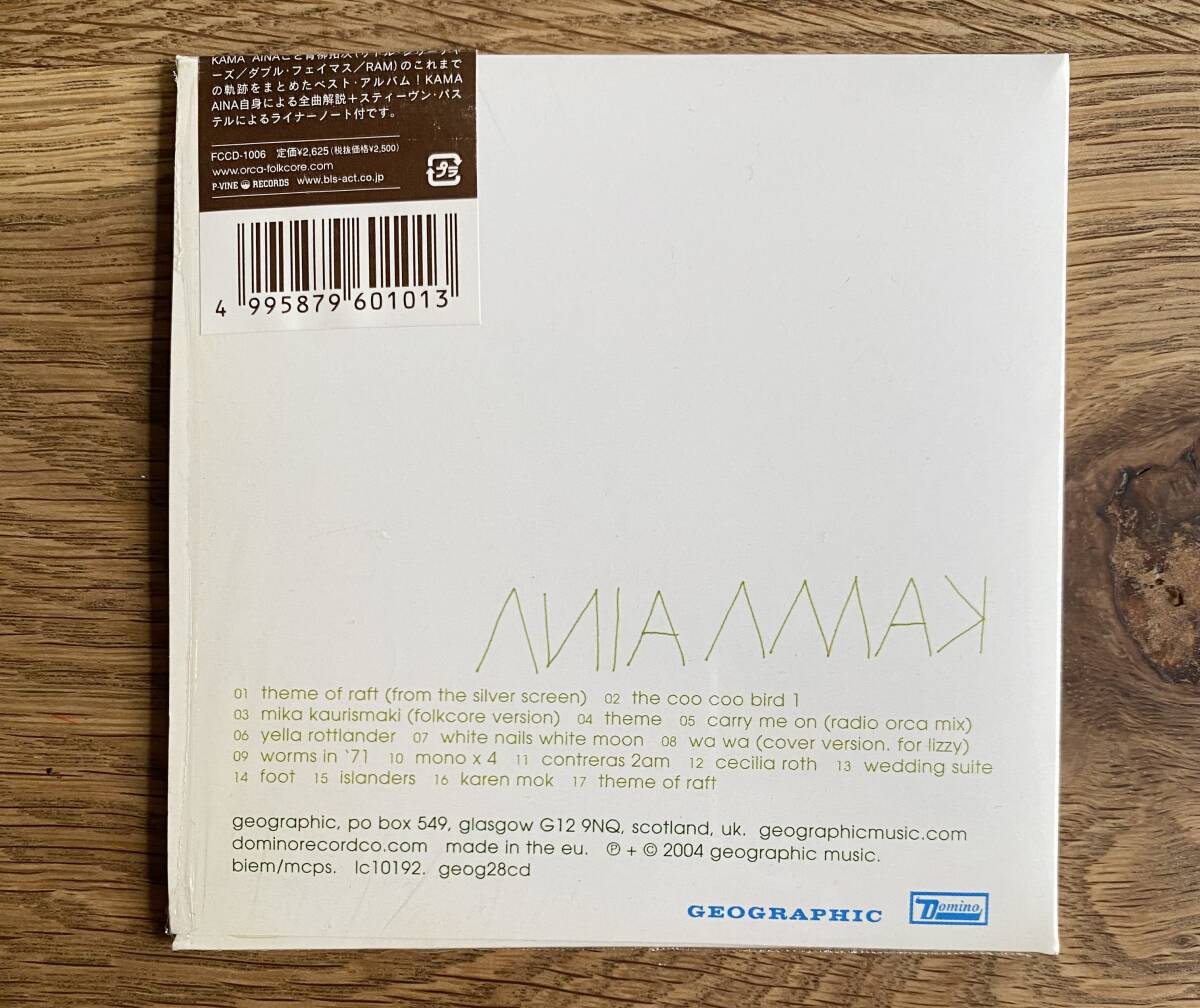 KAMA AINAこと青柳拓次(リトル・クリーチャ
ーズ/ダブル・フェイマス/RAM)のこれまで
の軌跡をまとめたベスト・アルバム!KAMA
AINA自身による全曲解説+スティーヴン・パス
テルによるライナーノート付です。
FCCD-1006 定価¥2,625(税抜価格¥2,500)
www.orca-folkcore.com
P-VINE RECORDS www.bls-act.co.jp
プラ
4 995879 601013
KAMA AINA
01 theme of raft (from the silver screen) 02 the coo coo bird 1
03 mika kaurismaki (folkcore version) 04 theme 05 carry me on (radio orca mix)
06 yella rottlander 07 white nails white moon 08 wa wa (cover version. for lizzy)
09 worms in '71 10 mono x 4 11 contreras 2am 12 cecilia roth 13 wedding suite
14 foot 15 islanders 16 karen mok 17 theme of raft
geographic, po box 549, glasgow G12 9NQ, scotland, uk. geographicmusic.com
dominorecordco.com made in the eu. ℗ + © 2004 geographic music.
biem/mcps. lc10192. geog28cd
GEOGRAPHIC Domino